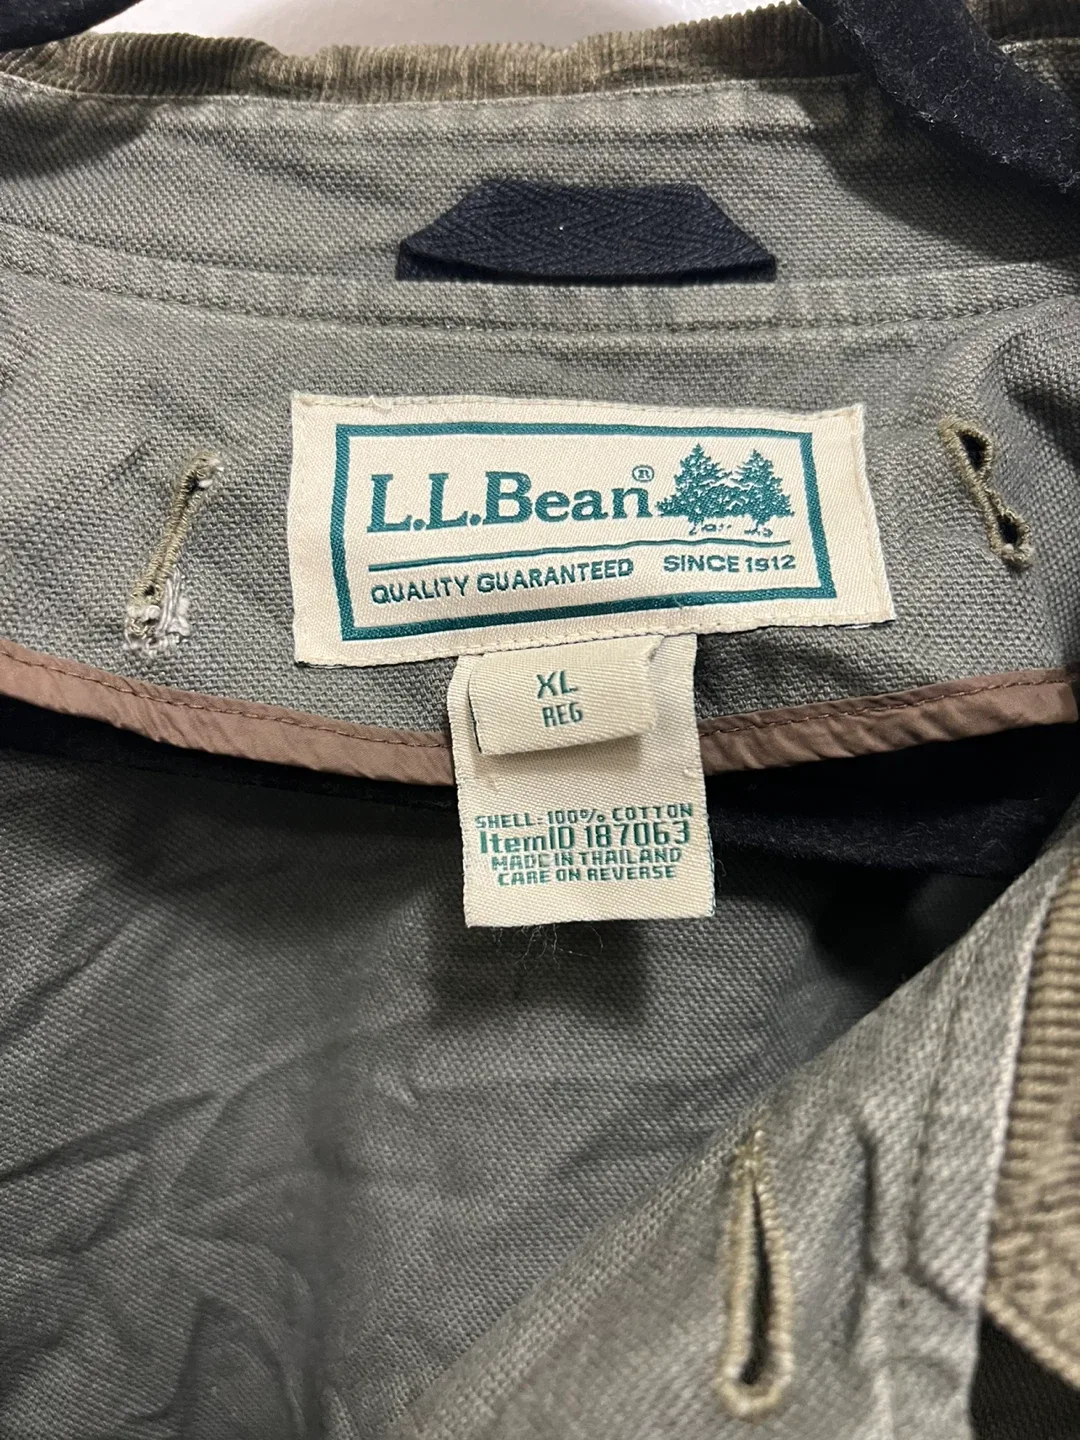 L.L.Bean®
QUALITY GUARANTEED SINCE 1912
XL
REG
SHELL-100% COTTON
ItemID 187063
MADE IN THAILAND
CARE ON REVERSE